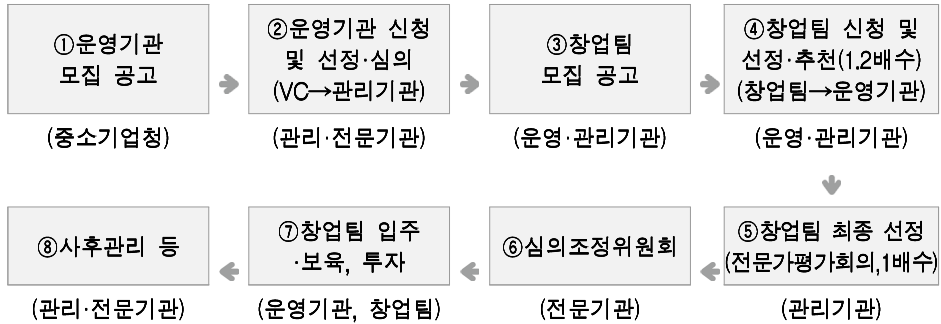 ①운영기관
모집 공고
(중소기업청)
②운영기관 신청
및 선정·심의
(VC→관리기관)
(관리·전문기관)
③창업팀
모집 공고
(운영·관리기관)
④창업팀 신청 및
선정·추천(1.2배수)
(창업팀→운영기관)
(운영·관리기관)
⑤창업팀 최종 선정
(전문가평가회의,1배수)
(관리기관)
⑥심의조정위원회
(전문기관)
⑦창업팀 입주
·보육, 투자
(운영기관, 창업팀)
⑧사후관리 등
(관리·전문기관)